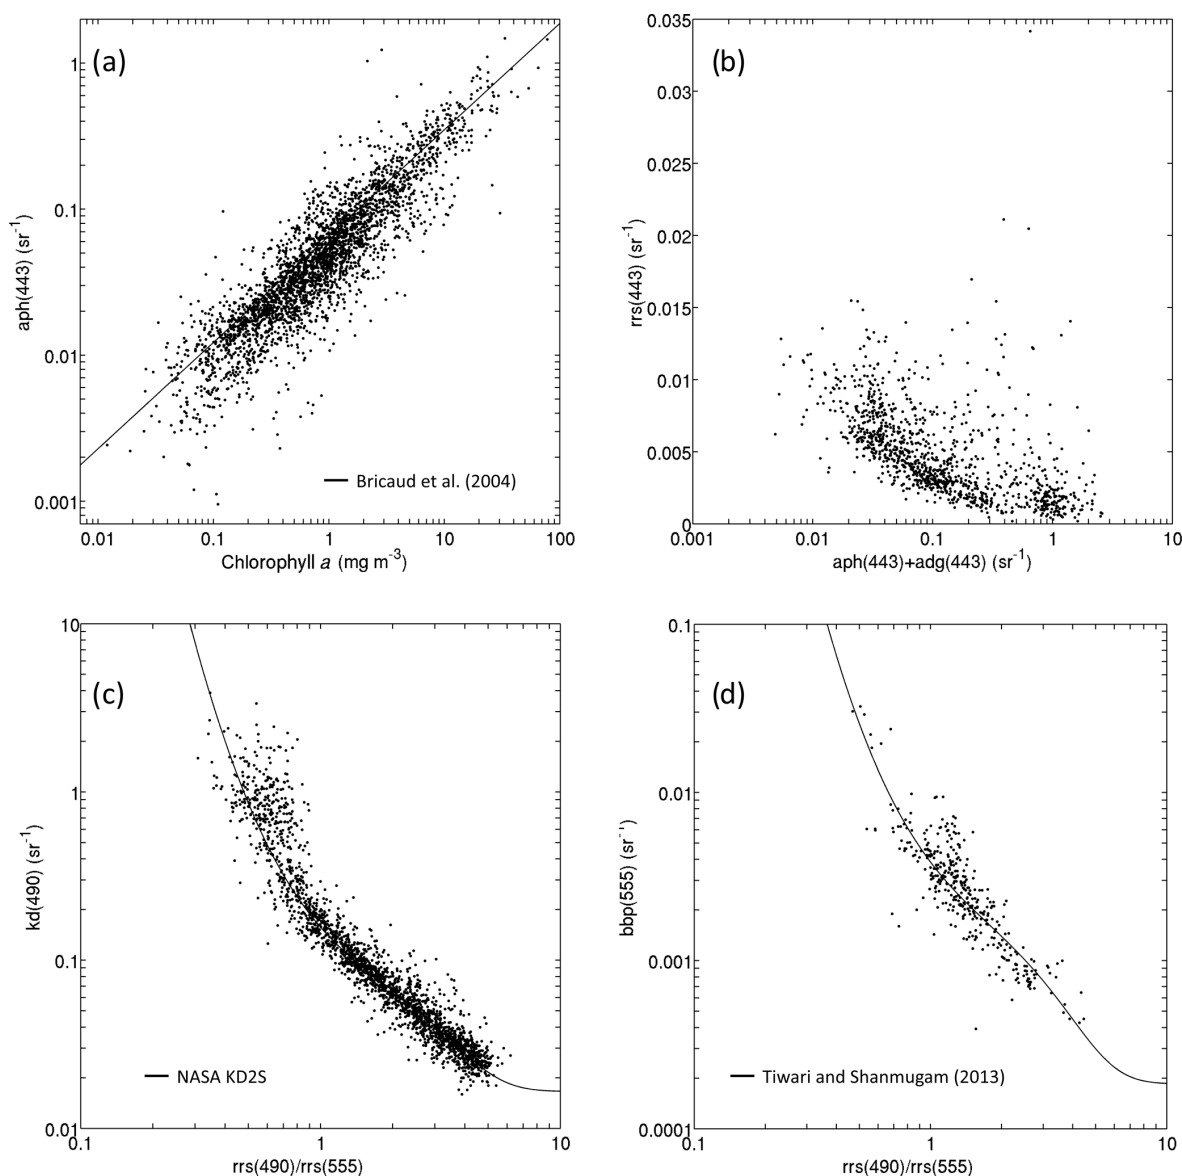 (a)
1
0.1
0.01
0.001
aph(443) (sr-1)
0.01 0.1 1 10 100
Chlorophyll a (mg m-3)
Bricaud et al. (2004)
(b)
0.035
0.03
0.025
0.02
0.015
0.01
0.005
0
rrs(443) (sr-1)
0.001 0.01 0.1 1 10
aph(443)+adg(443) (sr-1)
(c)
10
1
0.1
0.01
kd(490) (sr-1)
0.1 1 10
rrs(490)/rrs(555)
NASA KD2S
(d)
0.1
0.01
0.001
0.0001
bbp(555) (sr-1)
0.1 1 10
rrs(490)/rrs(555)
Tiwari and Shanmugam (2013)